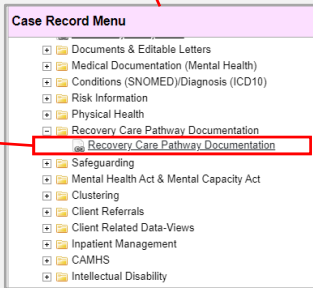 Case Record Menu
Documents & Editable Letters
Medical Documentation (Mental Health)
Conditions (SNOMED)/Diagnosis (ICD10)
Risk Information
Physical Health
Recovery Care Pathway Documentation
Recovery Care Pathway Documentation
Safeguarding
Mental Health Act & Mental Capacity Act
Clustering
Client Referrals
Client Related Data-Views
Inpatient Management
CAMHS
Intellectual Disability